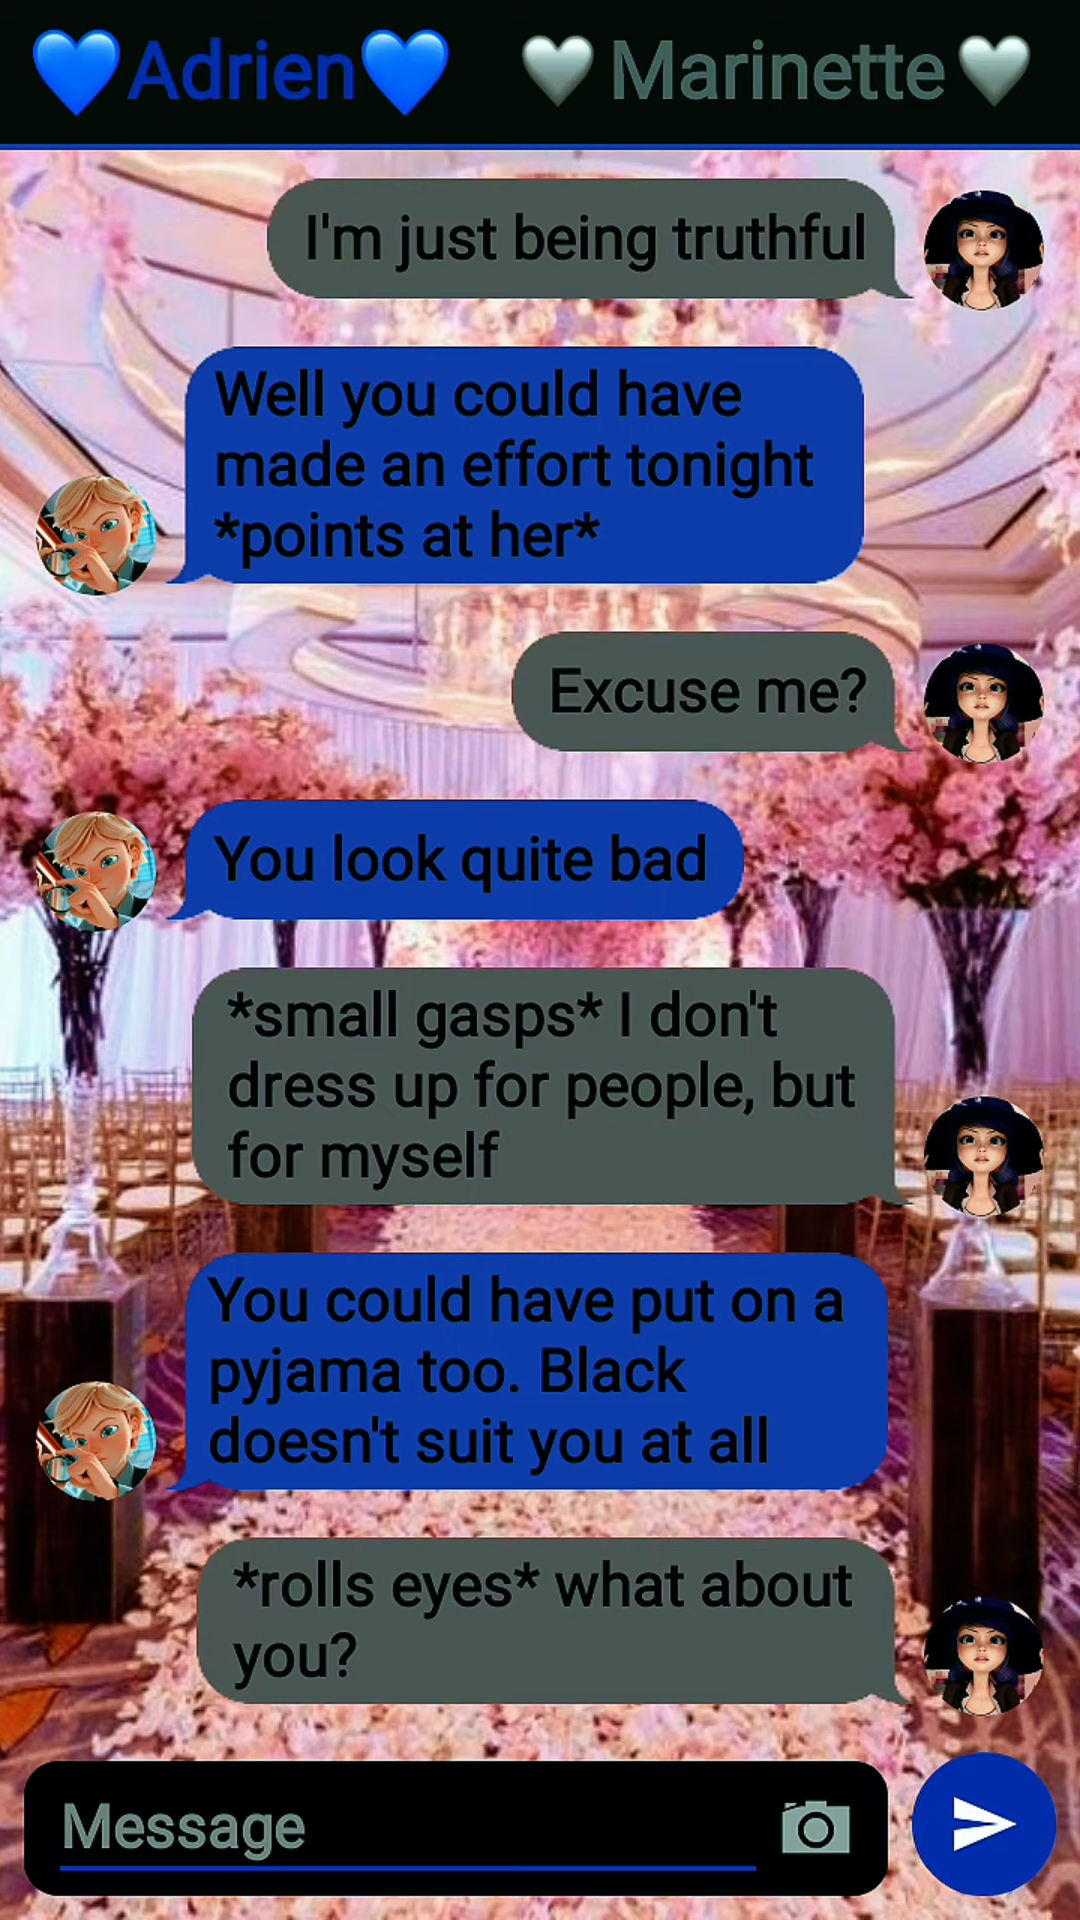 💙Adrien💙 🤍Marinette🤍
I'm just being truthful
Well you could have
made an effort tonight
*points at her*
Excuse me?
You look quite bad
*small gasps* I don't
dress up for people, but
for myself
You could have put on a
pyjama too. Black
doesn't suit you at all
*rolls eyes* what about
you?
Message